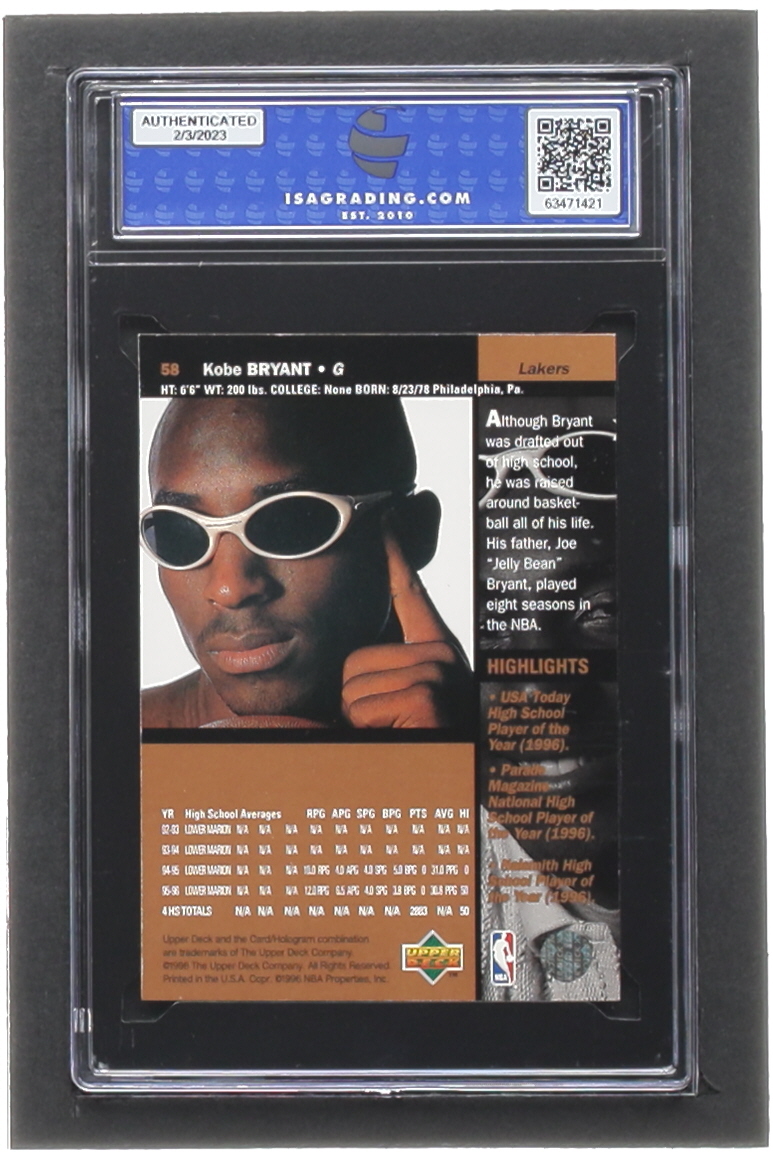 AUTHENTICATED
2/3/2023
ISAGRADING.COM
EST. 2010
63471421
58 Kobe BRYANT • G
Lakers
HT: 6'6" WT: 200 lbs. COLLEGE: None BORN: 8/23/78 Philadelphia, Pa.
Although Bryant
was drafted out
of high school,
he was raised
around basket-
ball all of his life.
His father, Joe
"Jelly Bean"
Bryant, played
eight seasons in
the NBA.
HIGHLIGHTS
• USA Today
High School
Player of the
Year (1996).
• Parade
Magazine
National High
School Player of
the Year (1996).
• Naismith High
School Player of
the Year (1996).
YR High School Averages RPG APG SPG BPG PTS AVG HI
92-93 LOWER MARION N/A N/A N/A N/A N/A N/A N/A N/A N/A N/A
93-94 LOWER MARION N/A N/A N/A N/A N/A N/A N/A N/A N/A N/A
94-95 LOWER MARION N/A N/A N/A 10.0 RPG 4.0 APG 4.0 SPG 5.0 BPG 0 31.0 PPG 0
95-96 LOWER MARION N/A N/A N/A 12.0 RPG 6.5 APG 4.0 SPG 3.8 BPG 0 30.8 PPG 50
4 HS TOTALS N/A N/A N/A N/A N/A N/A N/A 2883 N/A 50
Upper Deck and the Card/Hologram combination
are trademarks of The Upper Deck Company.
©1996 The Upper Deck Company. All Rights Reserved.
Printed in the U.S.A. Copr. ©1996 NBA Properties, Inc.
UPPER
DECK
NBA